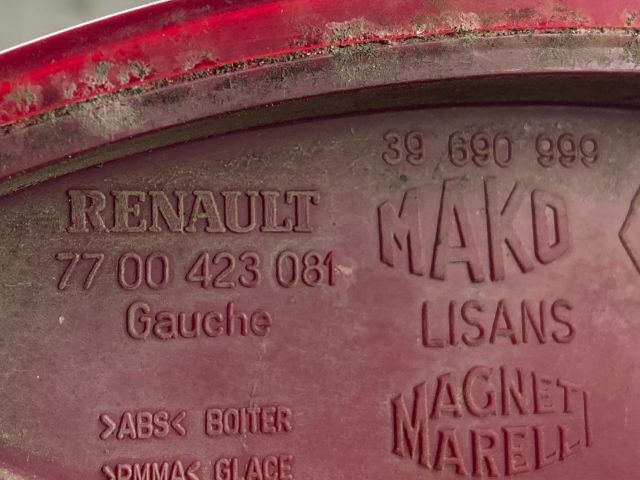 39 690 999
RENAULT
MAKO
77 00 423 081
Gauche
LISANS
MAGNETI
MARELLI
>ABS< BOITER
>PMMA< GLACE